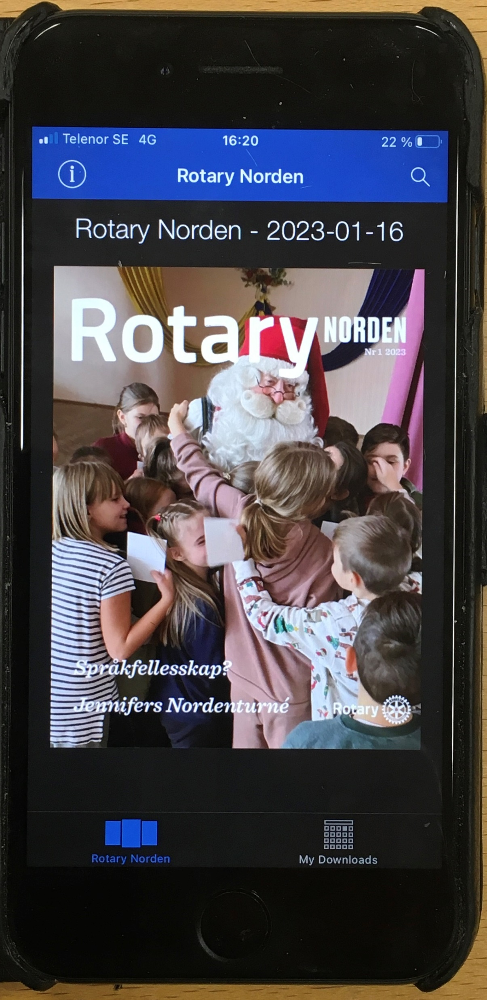 Telenor SE 4G 16:20 22 %
i Rotary Norden
Rotary Norden - 2023-01-16
Rotary NORDEN
Nr 1 2023
Språkfellesskap?
Jennifers Nordenturné
Rotary
Rotary Norden My Downloads